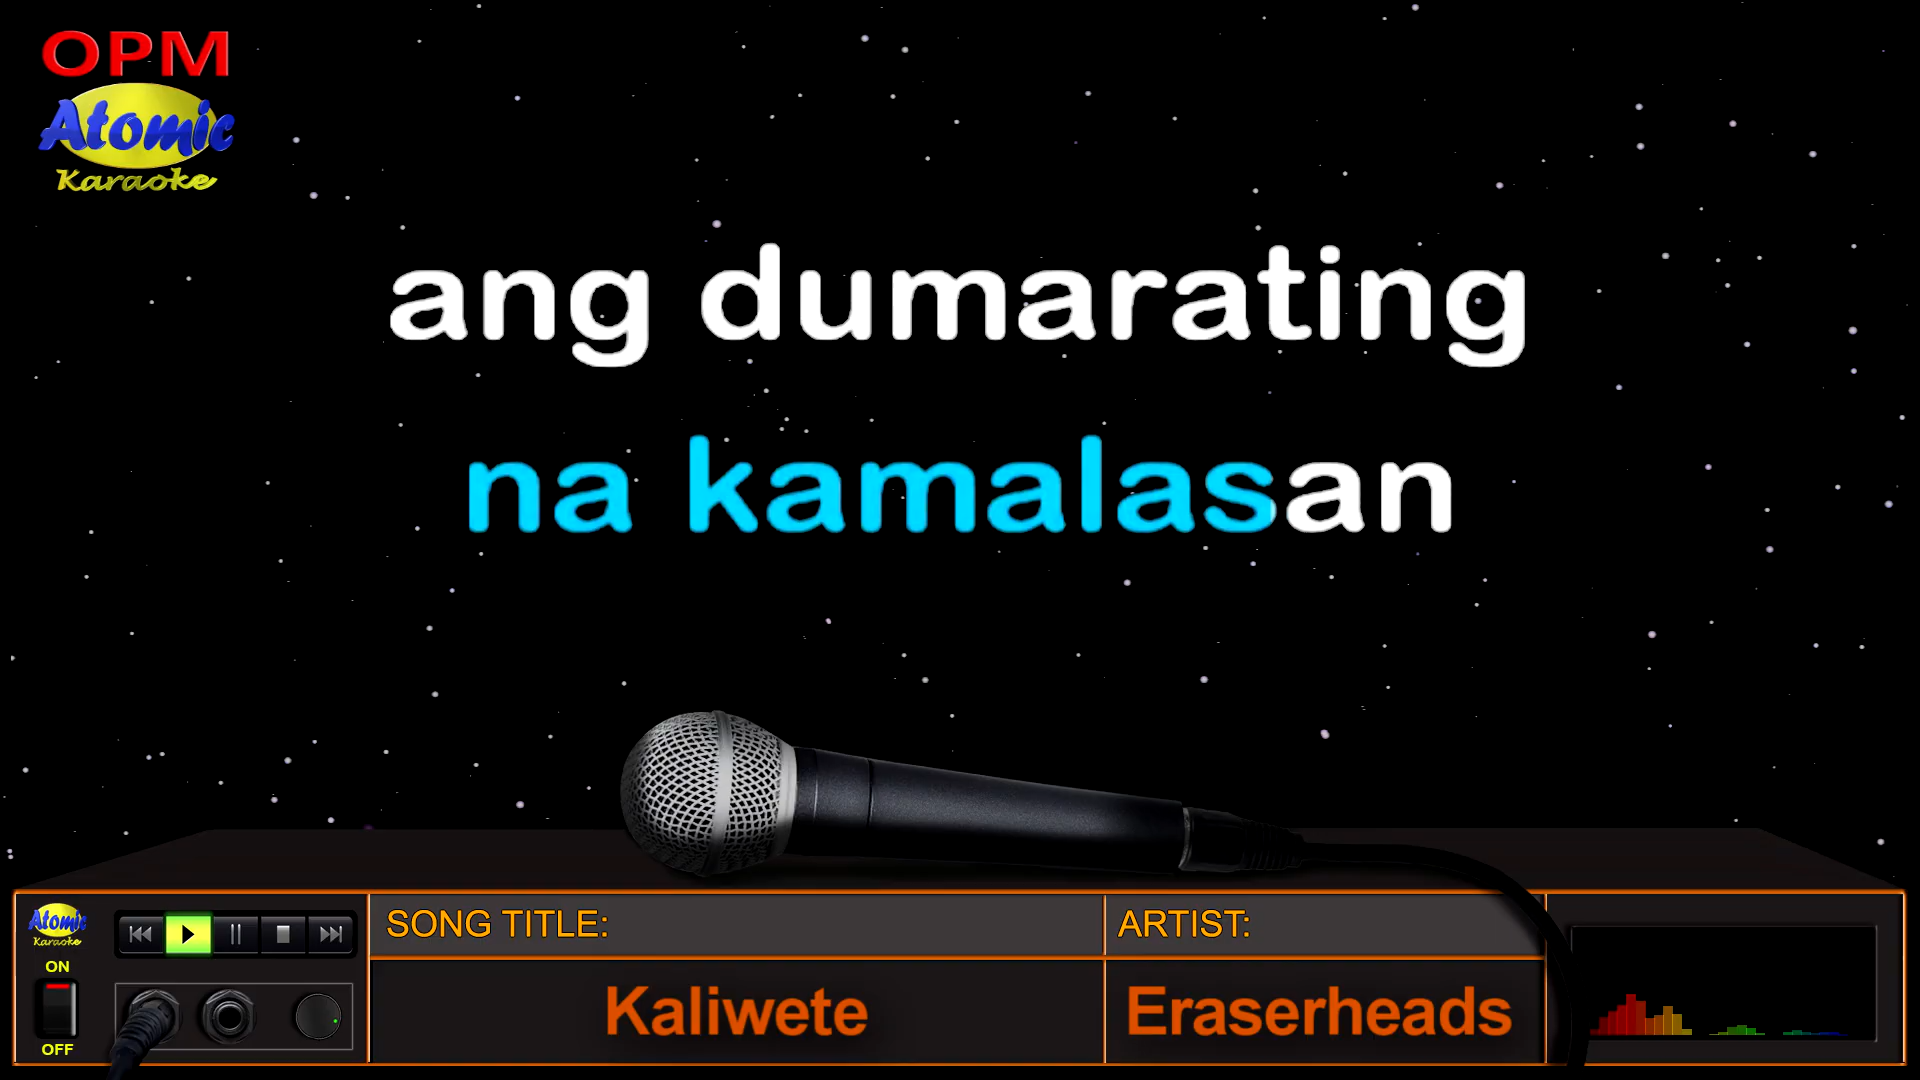 OPM
Atomic
Karaoke
ang dumarating
na kamalasan
Atomic
Karaoke
ON
OFF
SONG TITLE:
Kaliwete
ARTIST:
Eraserheads